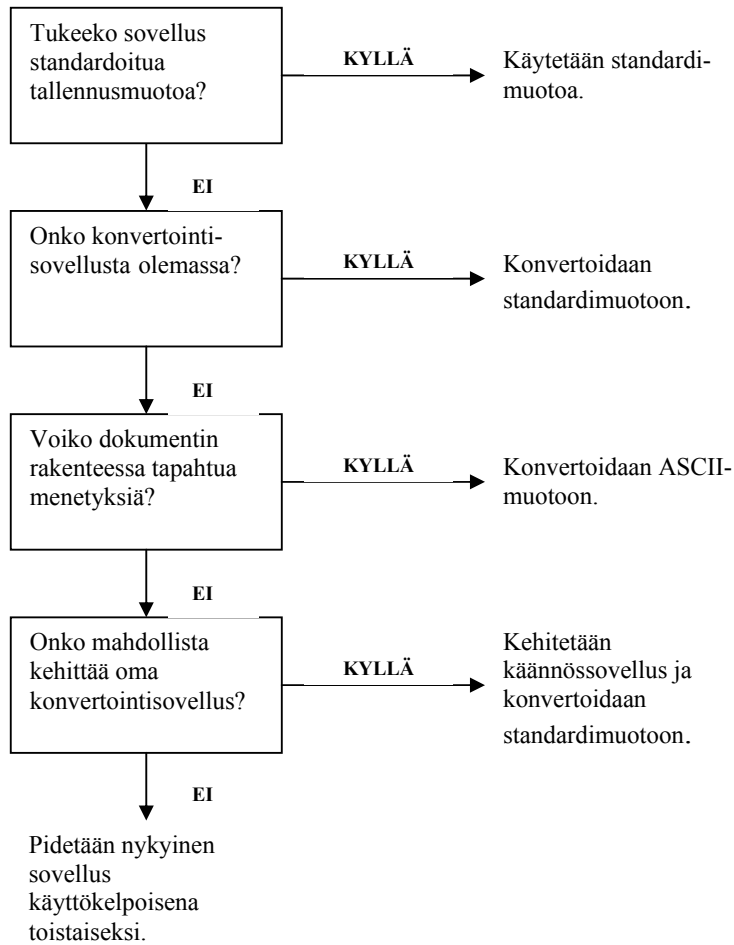 Tukeeko sovellus
standardoitua
tallennusmuotoa?
KYLLÄ
Käytetään standardi-
muotoa.
EI
Onko konvertointi-
sovellusta olemassa?
KYLLÄ
Konvertoidaan
standardimuotoon.
EI
Voiko dokumentin
rakenteessa tapahtua
menetyksiä?
KYLLÄ
Konvertoidaan ASCII-
muotoon.
EI
Onko mahdollista
kehittää oma
konvertointisovellus?
KYLLÄ
Kehitetään
käännössovellus ja
konvertoidaan
standardimuotoon.
EI
Pidetään nykyinen
sovellus
käyttökelpoisena
toistaiseksi.